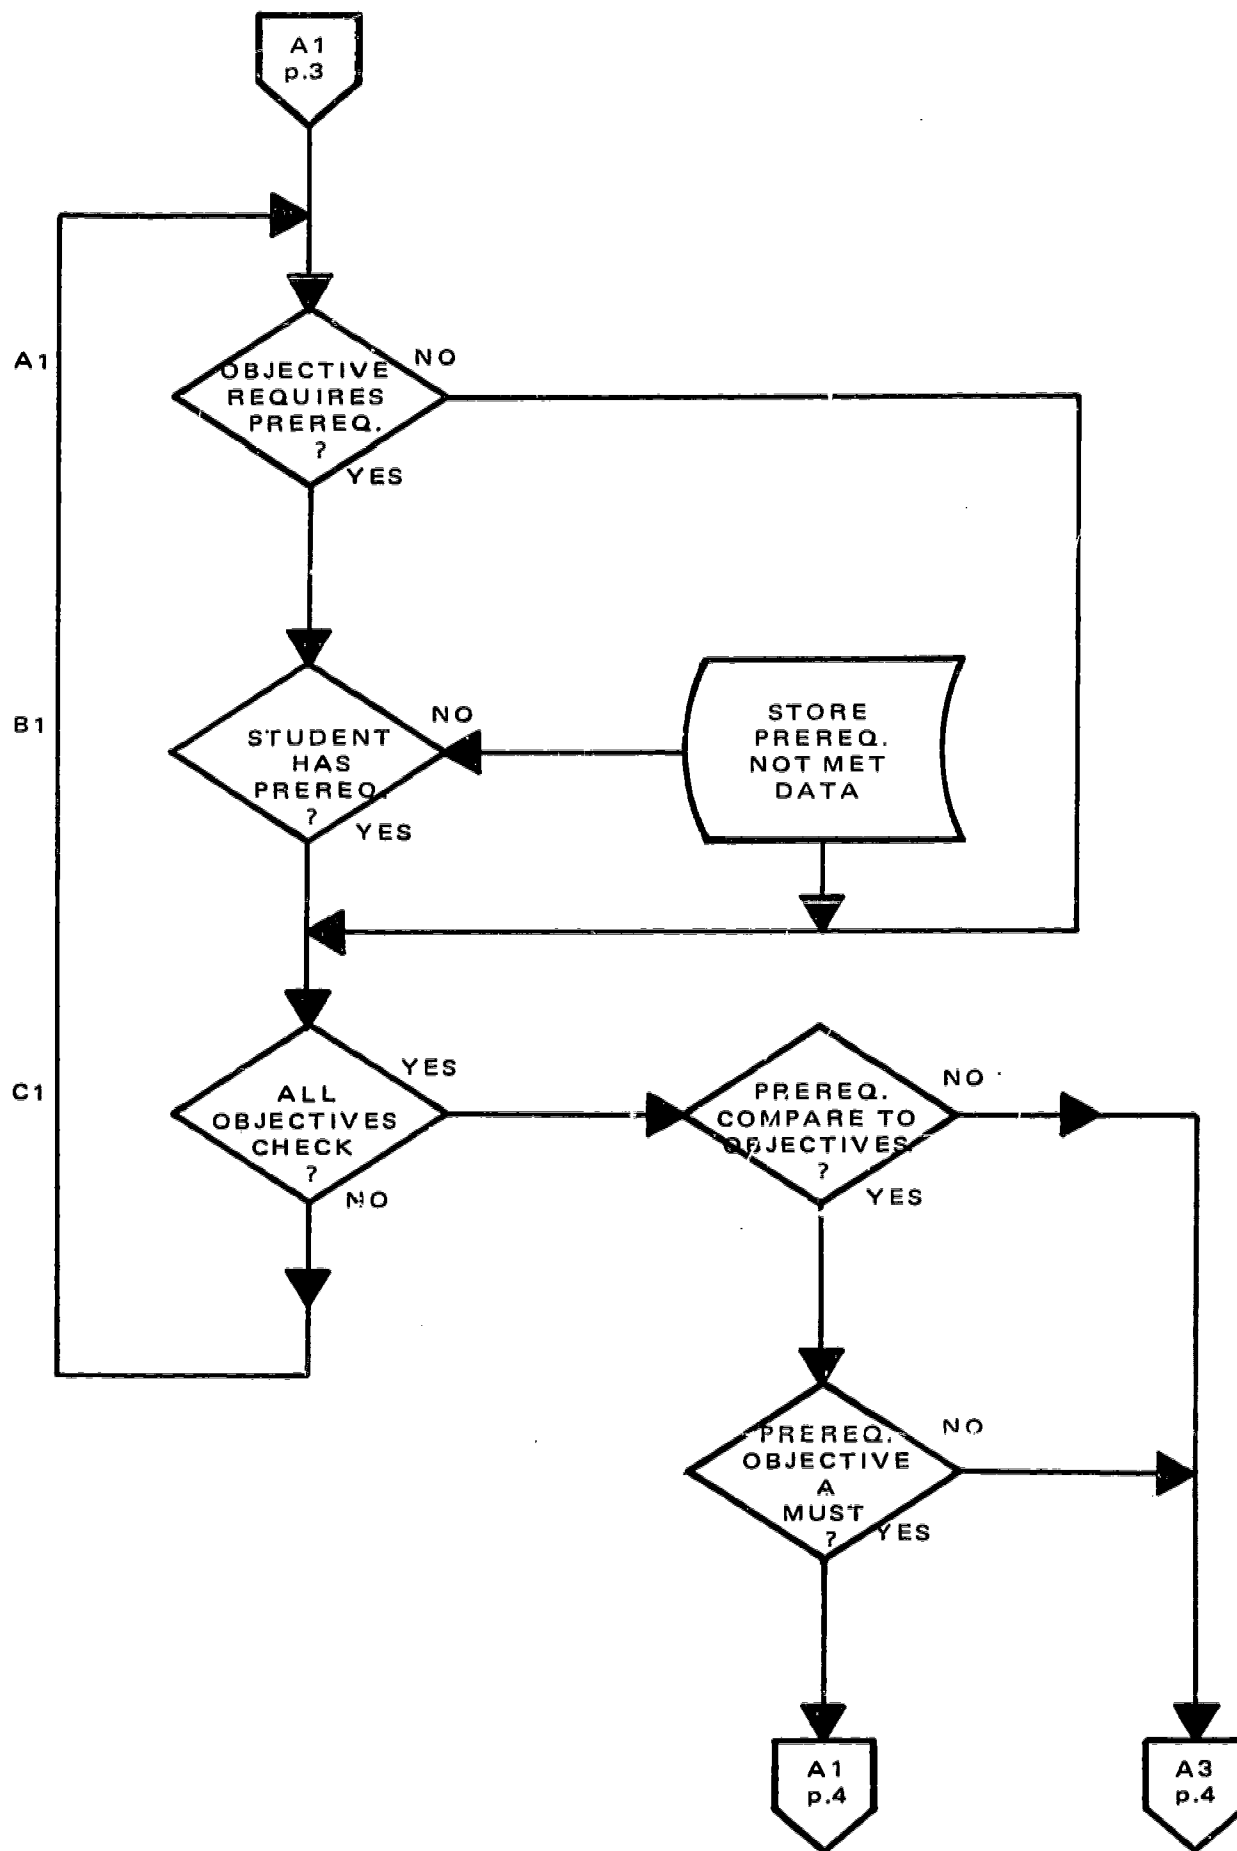 A1
p.3
A1
OBJECTIVE
REQUIRES
PREREQ.
?
NO
YES
B1
STUDENT
HAS
PREREQ.
?
NO
YES
STORE
PREREQ.
NOT MET
DATA
C1
ALL
OBJECTIVES
CHECK
?
YES
NO
PREREQ.
COMPARE TO
OBJECTIVES
?
NO
YES
PREREQ.
OBJECTIVE
A
MUST
?
NO
YES
A1
p.4
A3
p.4